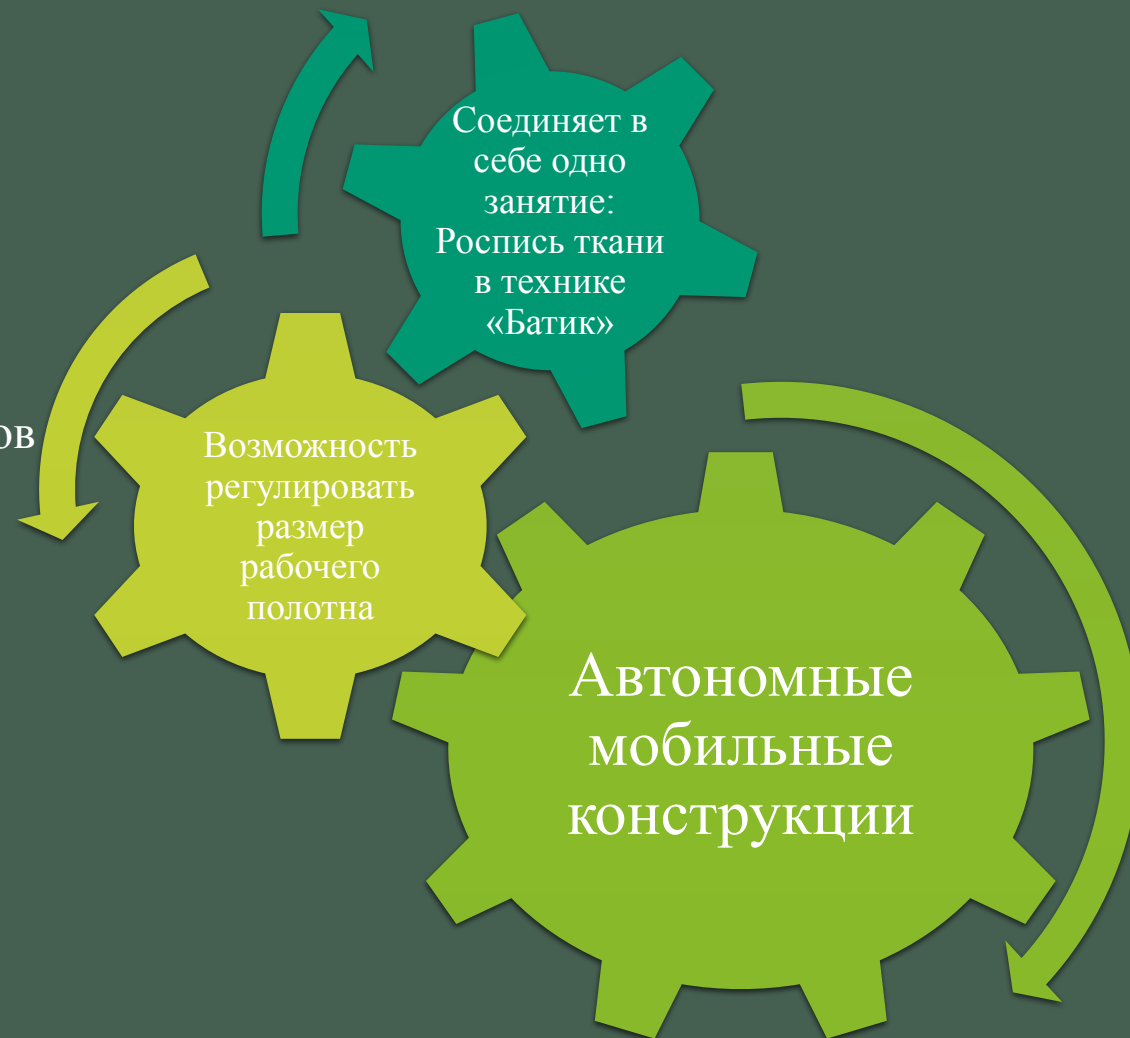 Соединяет в
себе одно
занятие:
Роспись ткани
в технике
«Батик»
Возможность
регулировать
размер
рабочего
полотна
Автономные
мобильные
конструкции